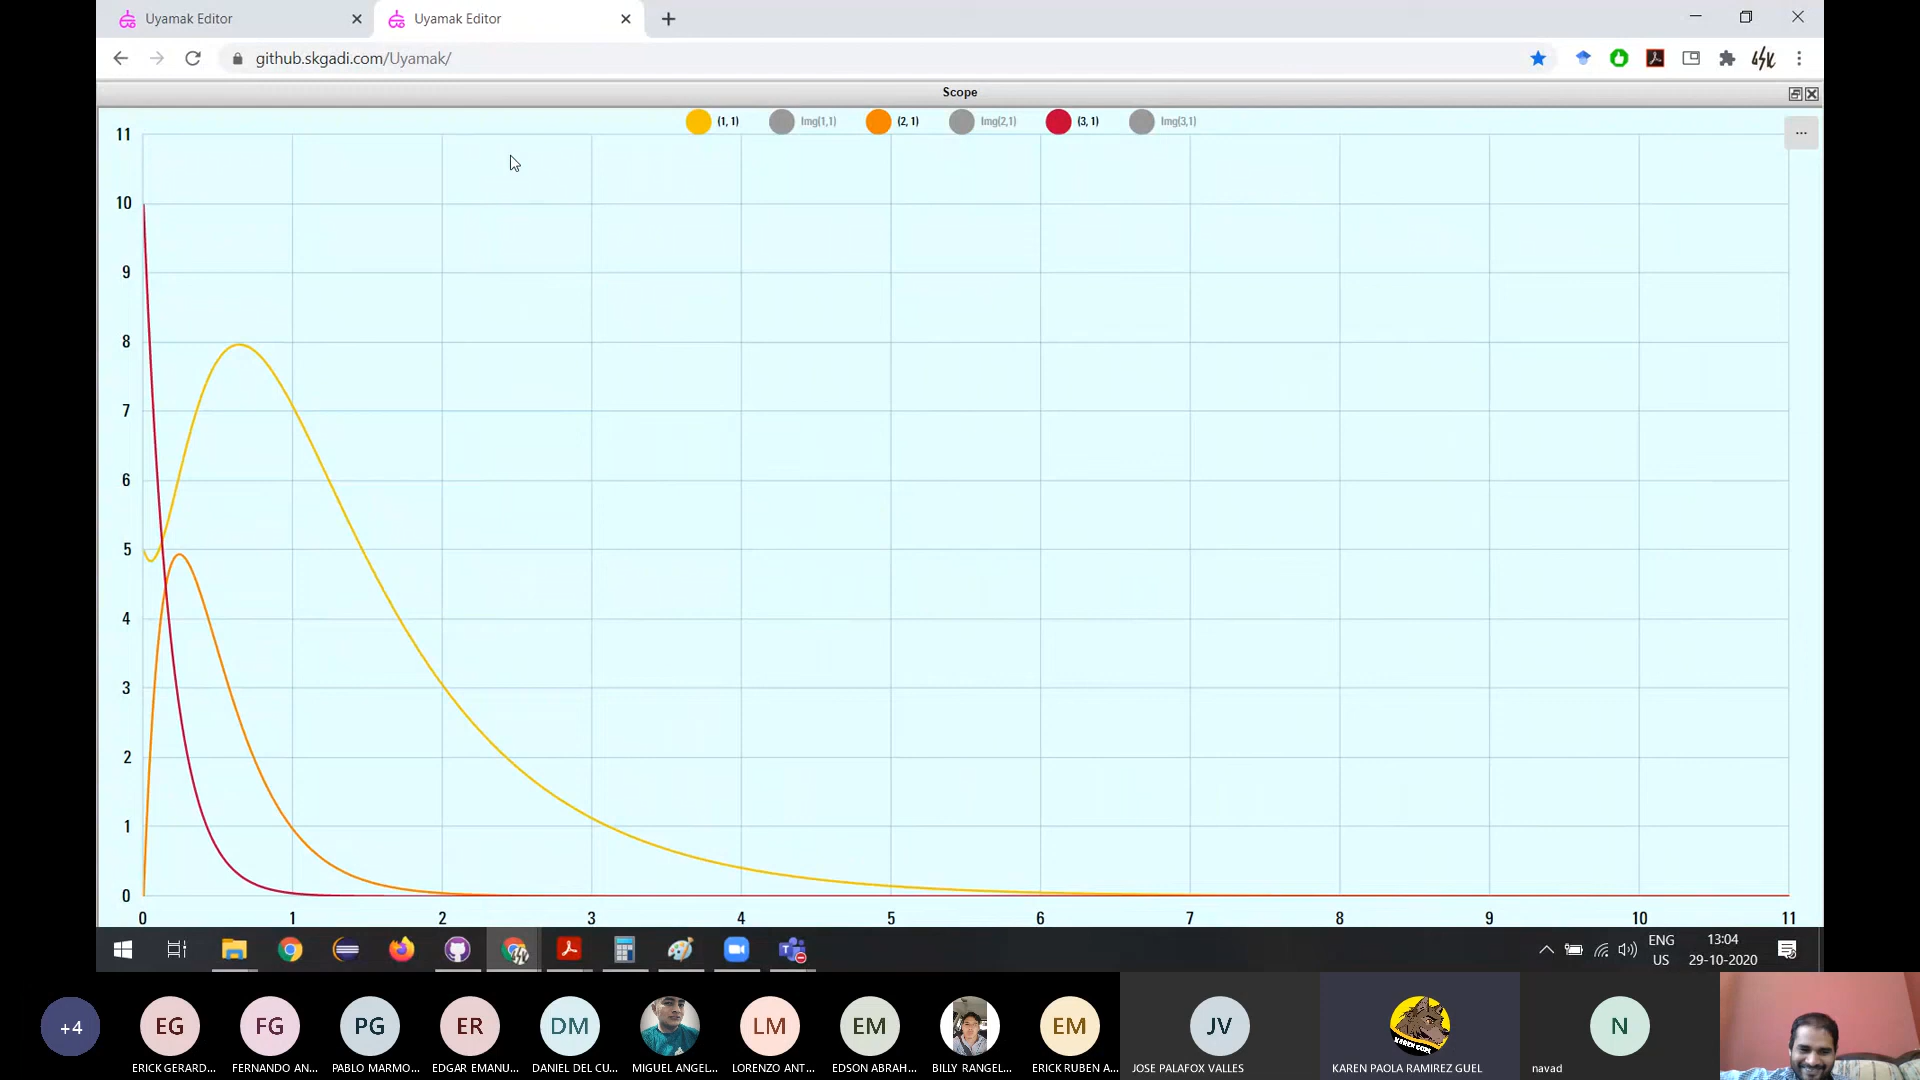 Uyamak Editor
Uyamak Editor
github.skgadi.com/Uyamak/
Scope
(1, 1) Img(1,1) (2, 1) Img(2,1) (3, 1) Img(3,1)
...
11
10
9
8
7
6
5
4
3
2
1
0
0 1 2 3 4 5 6 7 8 9 10 11
ENG
US
13:04
29-10-2020
+4
EG
FG
PG
ER
DM
LM
EM
EM
JV
KAREN GUEL
N
ERICK GERARD...
FERNANDO AN...
PABLO MARMO...
EDGAR EMANU...
DANIEL DEL CU...
MIGUEL ANGEL...
LORENZO ANT...
EDSON ABRAH...
BILLY RANGEL...
ERICK RUBEN A...
JOSE PALAFOX VALLES
KAREN PAOLA RAMIREZ GUEL
navad